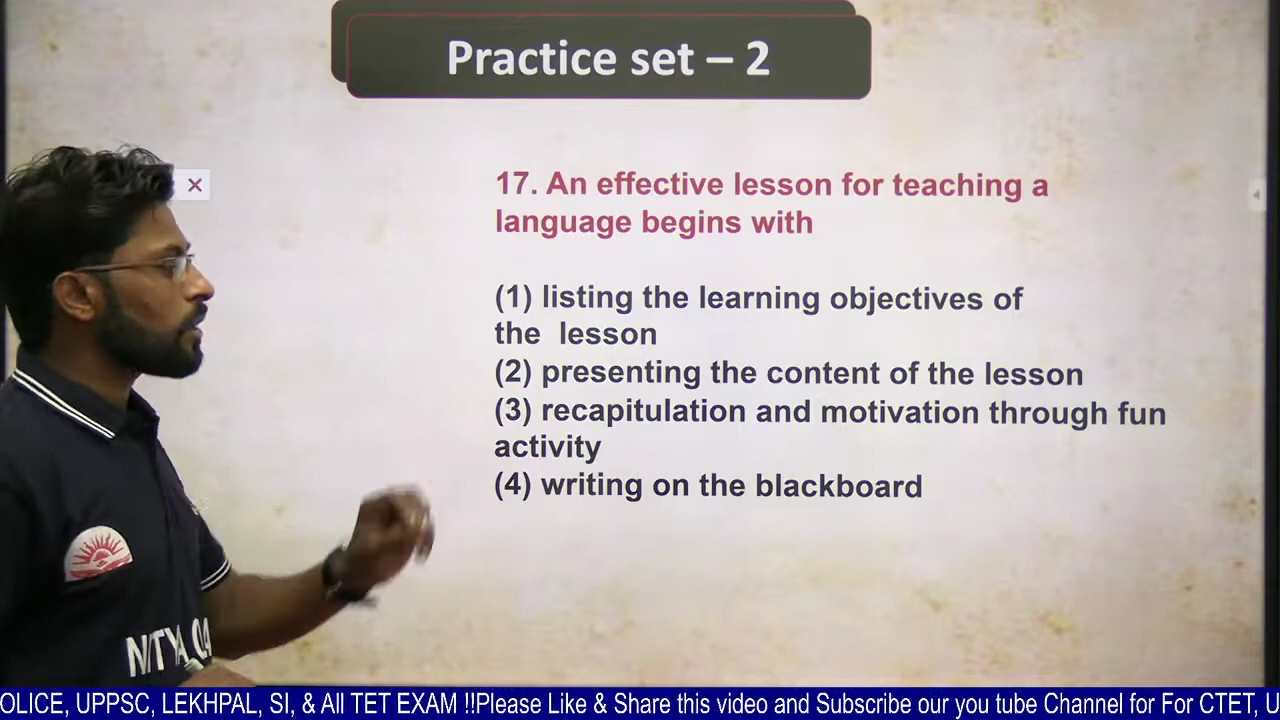 Practice set – 2
17. An effective lesson for teaching a
language begins with
(1) listing the learning objectives of
the lesson
(2) presenting the content of the lesson
(3) recapitulation and motivation through fun
activity
(4) writing on the blackboard
NITYA
OLICE, UPPSC, LEKHPAL, SI, & All TET EXAM !!Please Like & Share this video and Subscribe our you tube Channel for For CTET, U